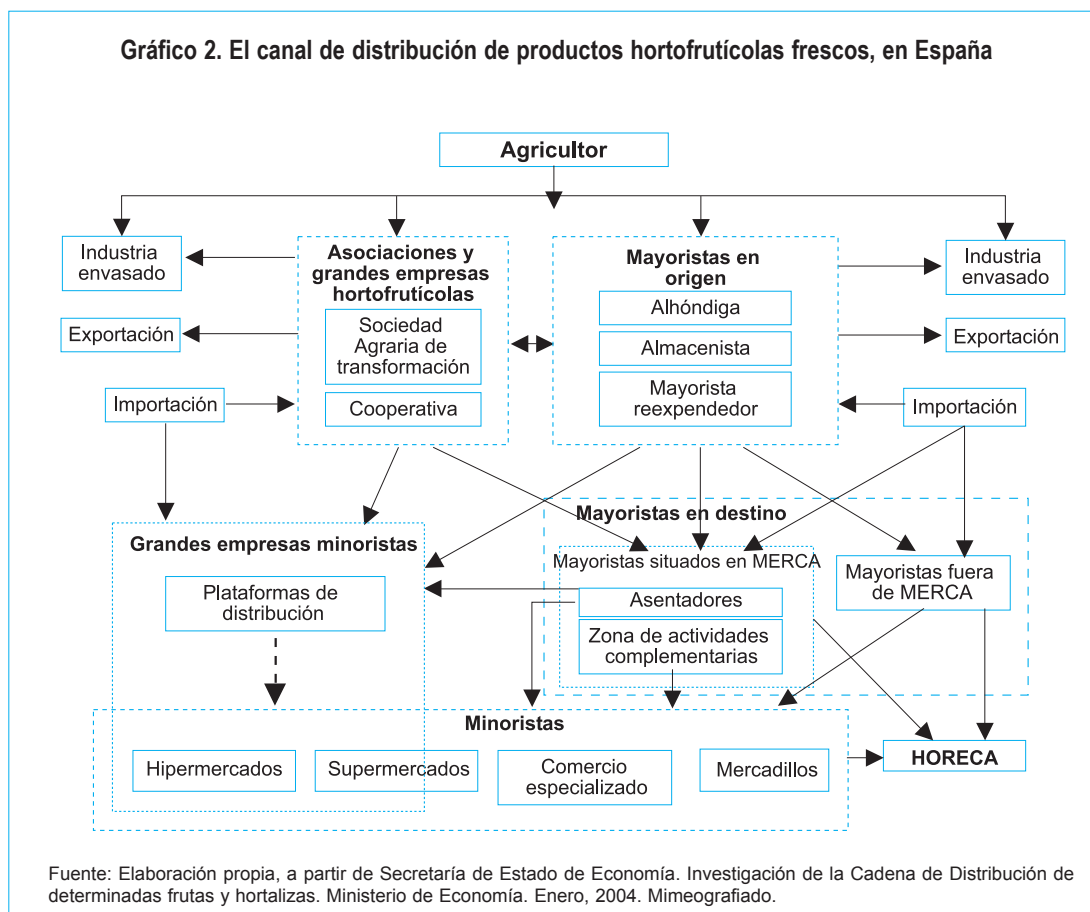 Gráfico 2. El canal de distribución de productos hortofrutícolas frescos, en España
Agricultor
Industria
envasado
Asociaciones y
grandes empresas
hortofrutícolas
Sociedad
Agraria de
transformación
Cooperativa
Mayoristas en
origen
Alhóndiga
Almacenista
Mayorista
reexpendedor
Industria
envasado
Exportación
Exportación
Importación
Importación
Grandes empresas minoristas
Plataformas de
distribución
Mayoristas en destino
Mayoristas situados en MERCA
Asentadores
Zona de actividades
complementarias
Mayoristas fuera
de MERCA
Minoristas
Hipermercados
Supermercados
Comercio
especializado
Mercadillos
HORECA
Fuente: Elaboración propia, a partir de Secretaría de Estado de Economía. Investigación de la Cadena de Distribución de
determinadas frutas y hortalizas. Ministerio de Economía. Enero, 2004. Mimeografiado.